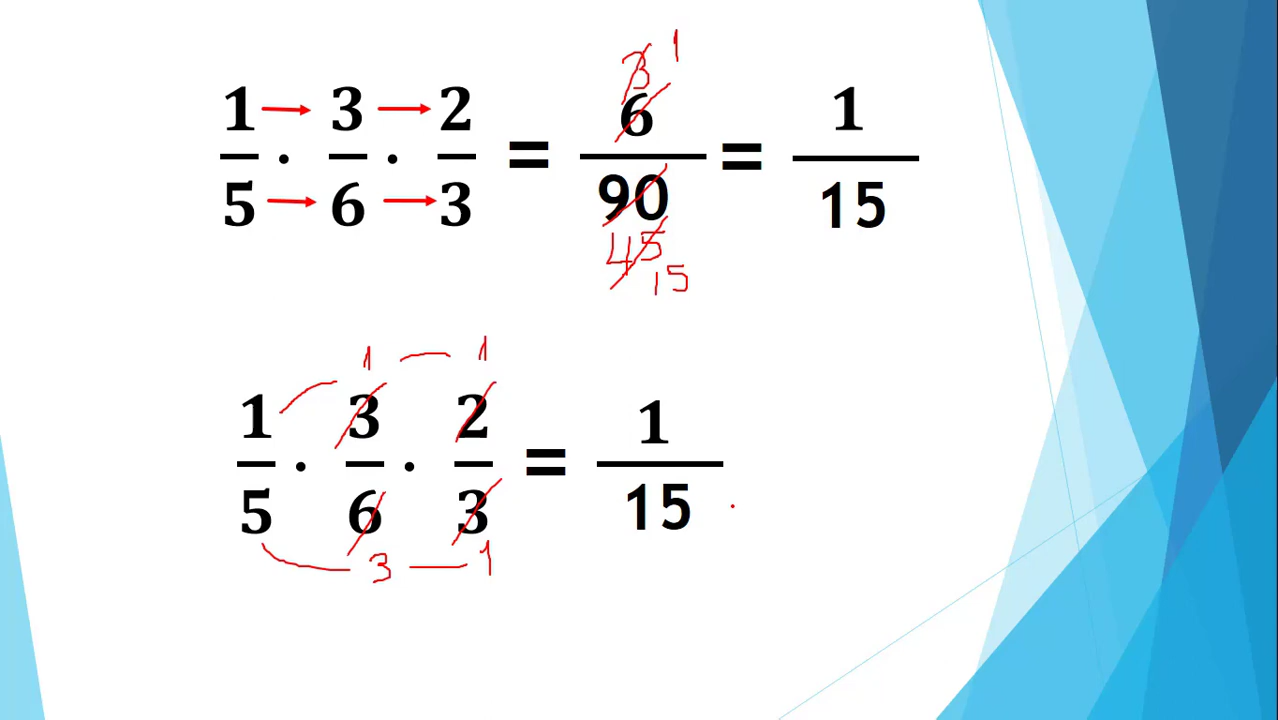 3 1
1 → 3 → 2 6 1
— · — · — = — = —
5 → 6 → 3 90 15
45
15
1 1
1 3 2 1
— · — · — = —
5 6 3 15 .
3 1